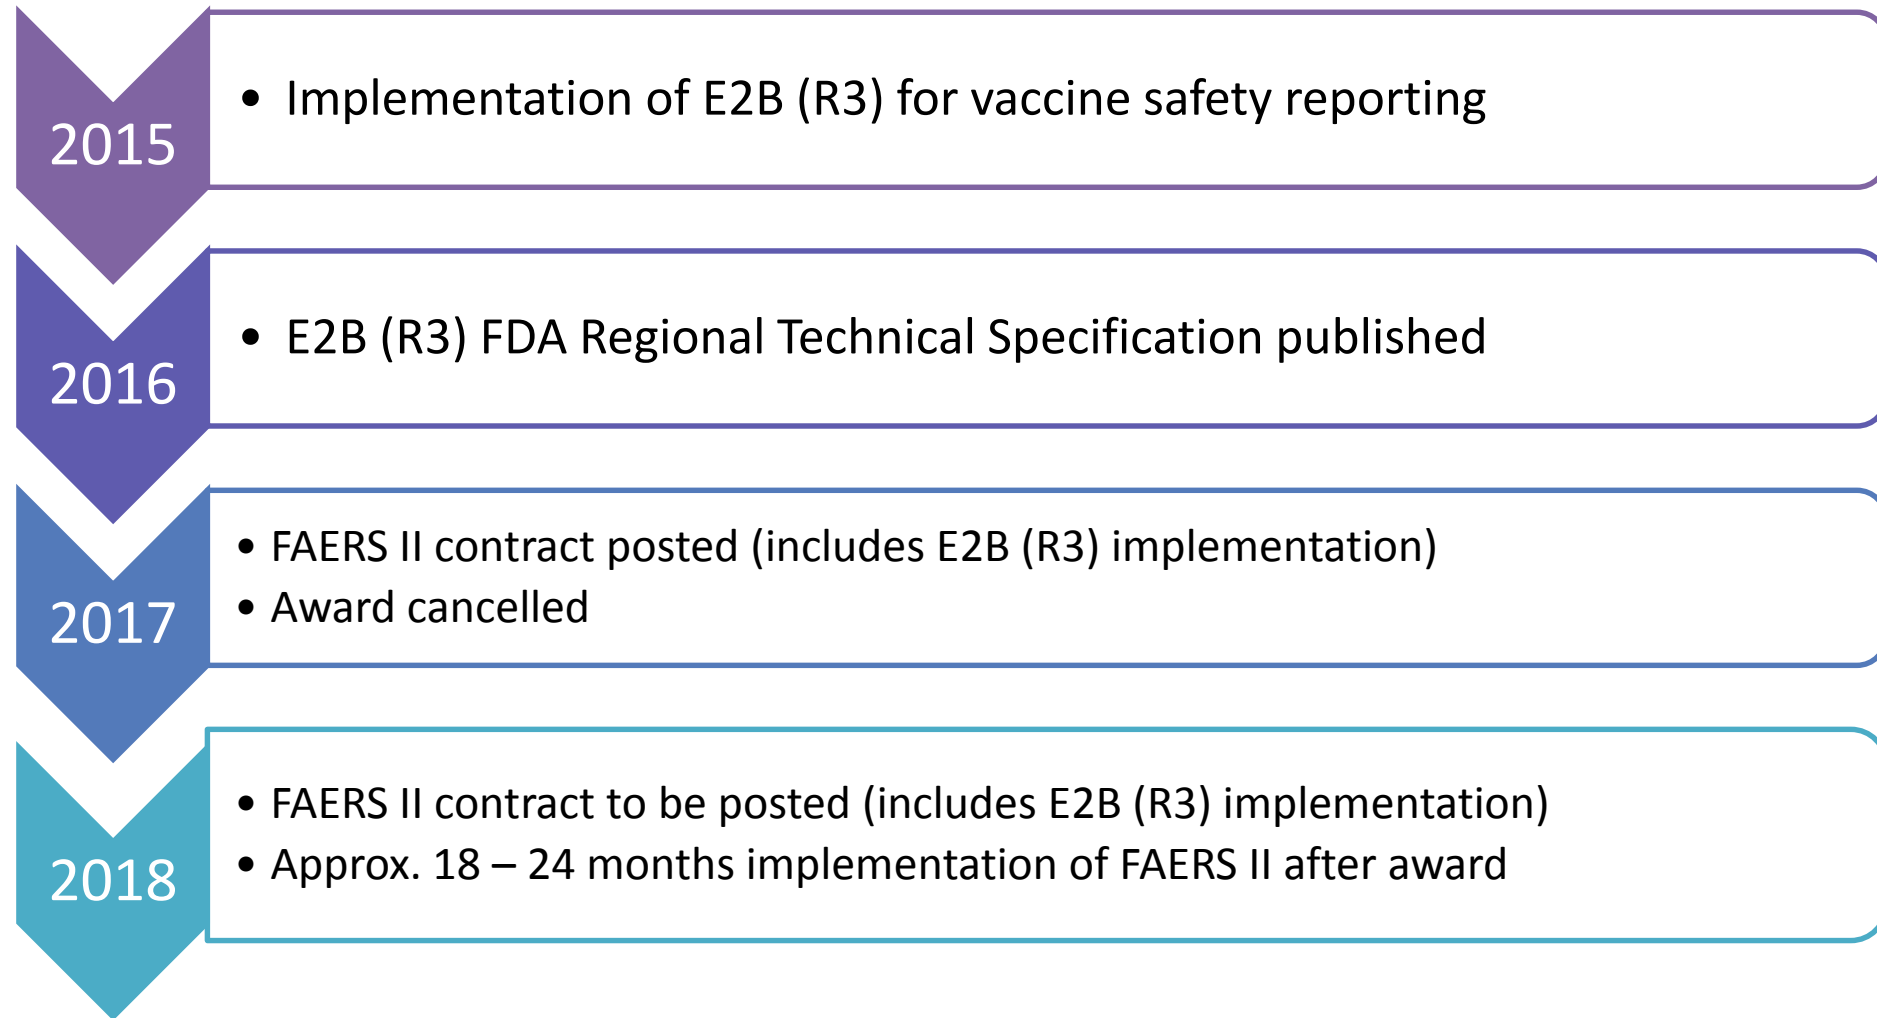 2015
• Implementation of E2B (R3) for vaccine safety reporting
2016
• E2B (R3) FDA Regional Technical Specification published
2017
• FAERS II contract posted (includes E2B (R3) implementation)
• Award cancelled
2018
• FAERS II contract to be posted (includes E2B (R3) implementation)
• Approx. 18 – 24 months implementation of FAERS II after award